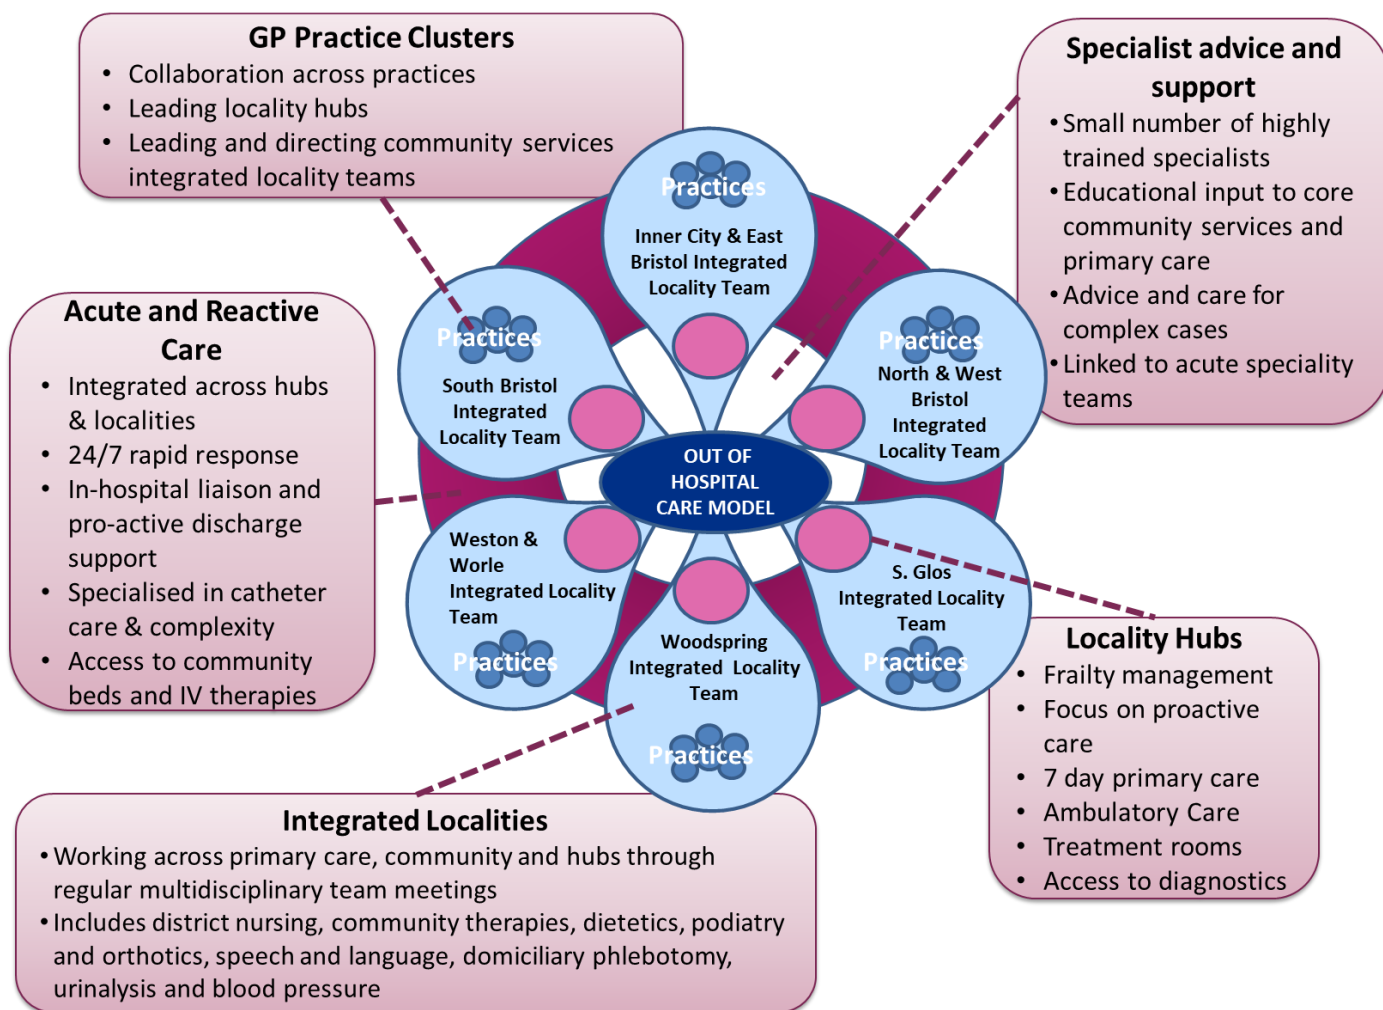 GP Practice Clusters
• Collaboration across practices
• Leading locality hubs
• Leading and directing community services
integrated locality teams
Specialist advice and
support
• Small number of highly
trained specialists
• Educational input to core
community services and
primary care
• Advice and care for
complex cases
• Linked to acute speciality
teams
Acute and Reactive
Care
• Integrated across hubs
& localities
• 24/7 rapid response
• In-hospital liaison and
pro-active discharge
support
• Specialised in catheter
care & complexity
• Access to community
beds and IV therapies
Practices
Inner City & East
Bristol Integrated
Locality Team
Practices
South Bristol
Integrated
Locality Team
Practices
North & West
Bristol
Integrated
Locality Team
OUT OF
HOSPITAL
CARE MODEL
Weston &
Worle
Integrated Locality
Team
Practices
Woodspring
Integrated Locality
Team
Practices
S. Glos
Integrated Locality
Team
Practices
Locality Hubs
• Frailty management
• Focus on proactive
care
• 7 day primary care
• Ambulatory Care
• Treatment rooms
• Access to diagnostics
Integrated Localities
• Working across primary care, community and hubs through
regular multidisciplinary team meetings
• Includes district nursing, community therapies, dietetics, podiatry
and orthotics, speech and language, domiciliary phlebotomy,
urinalysis and blood pressure